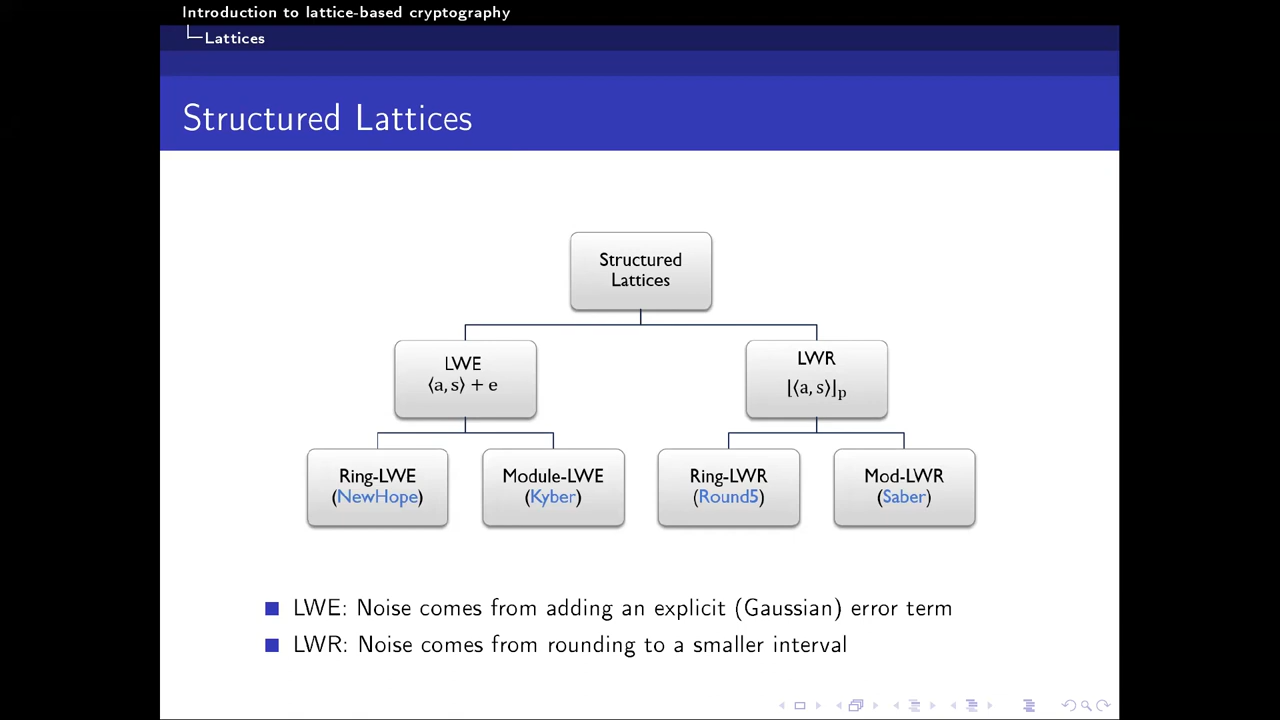 Introduction to lattice-based cryptography
Lattices
Structured Lattices
Structured
Lattices
LWE
⟨a, s⟩ + e
LWR
⌊⟨a, s⟩⌋p
Ring-LWE
(NewHope)
Module-LWE
(Kyber)
Ring-LWR
(Round5)
Mod-LWR
(Saber)
LWE: Noise comes from adding an explicit (Gaussian) error term
LWR: Noise comes from rounding to a smaller interval